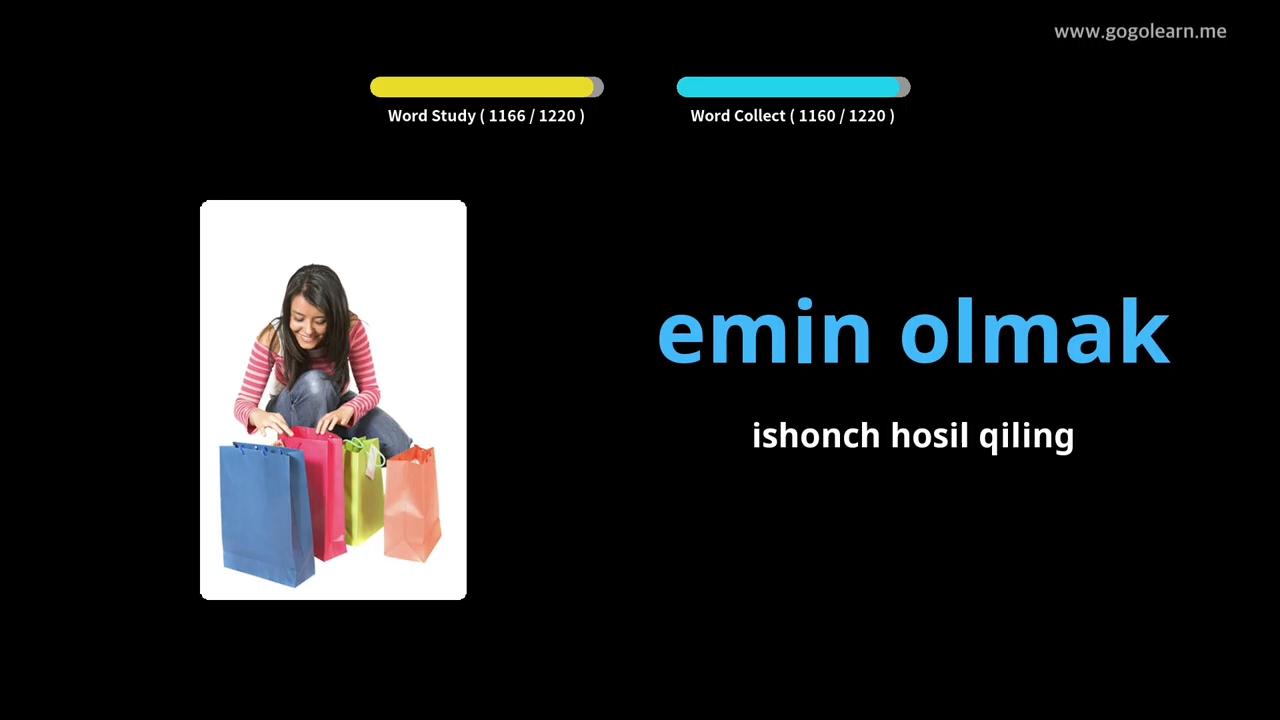 www.gogolearn.me
Word Study ( 1166 / 1220 )
Word Collect ( 1160 / 1220 )
emin olmak
ishonch hosil qiling